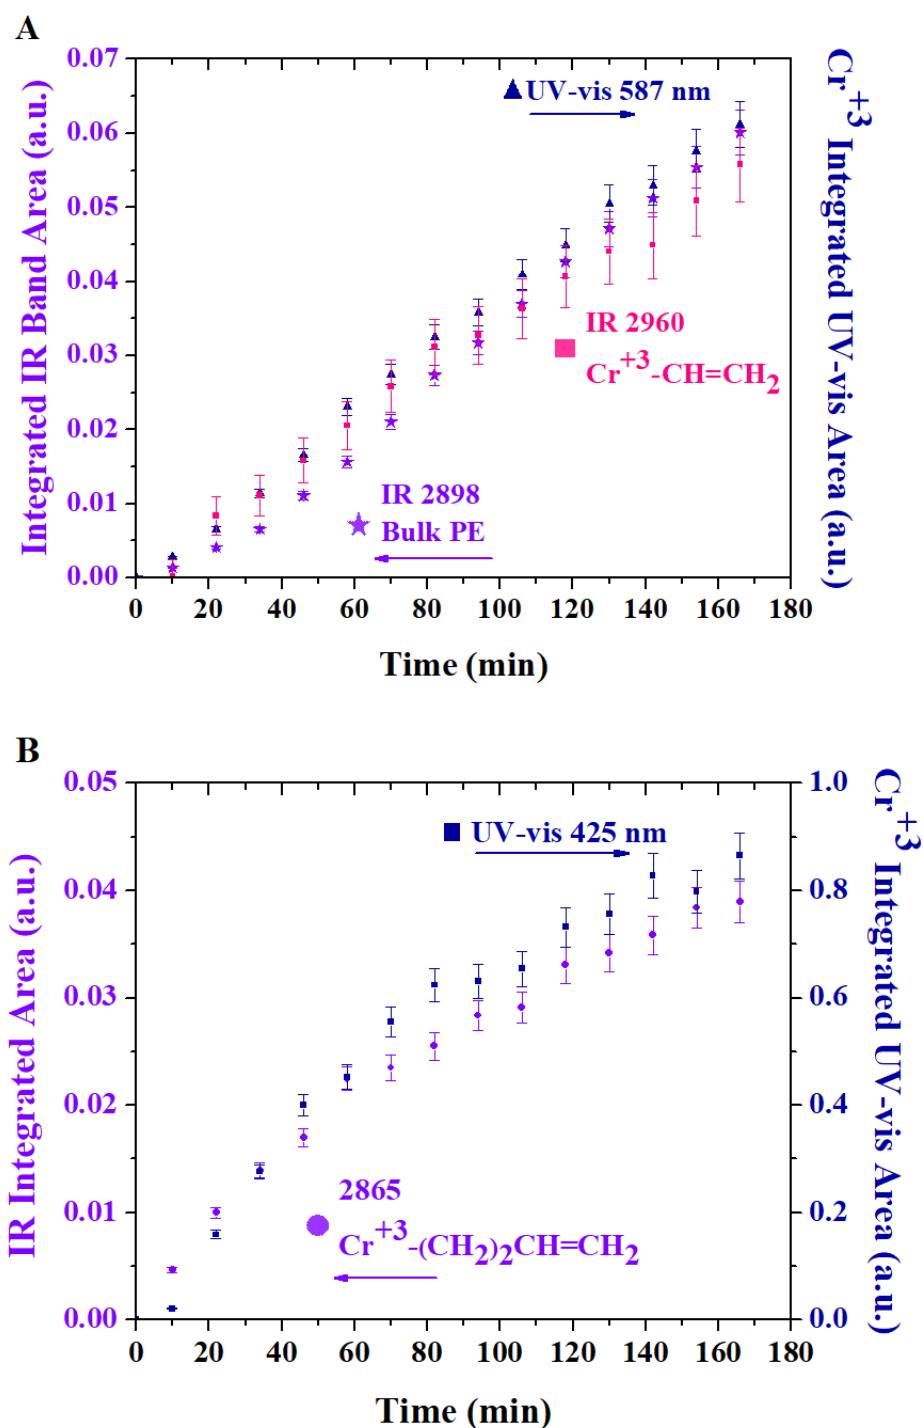 A
Integrated IR Band Area (a.u.)
0.07
0.06
0.05
0.04
0.03
0.02
0.01
0.00
▲UV-vis 587 nm
IR 2960
Cr+3-CH=CH2
IR 2898
Bulk PE
0 20 40 60 80 100 120 140 160 180
Time (min)
Cr+3 Integrated UV-vis Area (a.u.)
B
IR Integrated Area (a.u.)
0.05
0.04
0.03
0.02
0.01
0.00
■ UV-vis 425 nm
2865
Cr+3-(CH2)2CH=CH2
1.0
0.8
0.6
0.4
0.2
0.0
0 20 40 60 80 100 120 140 160 180
Time (min)
Cr+3 Integrated UV-vis Area (a.u.)